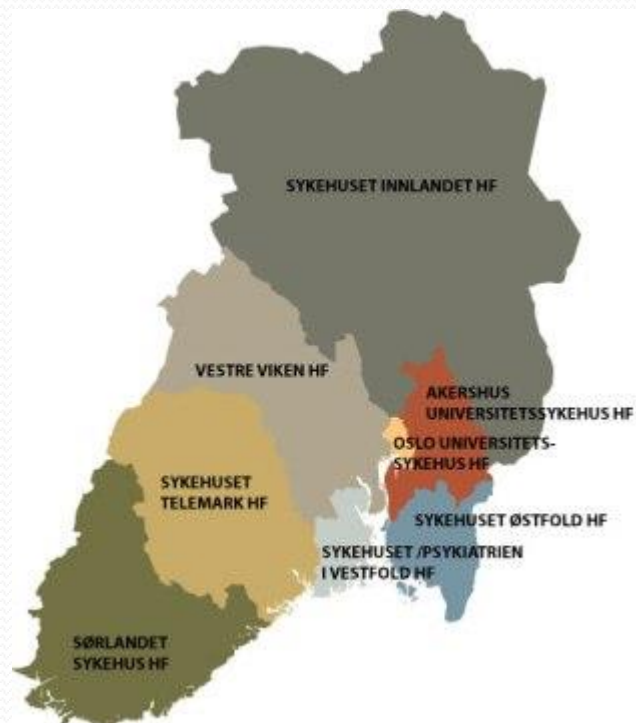 SYKEHUSET INNLANDET HF
VESTRE VIKEN HF
AKERSHUS
UNIVERSITETSSYKEHUS HF
OSLO UNIVERSITETS-
SYKEHUS HF
SYKEHUSET
TELEMARK HF
SYKEHUSET ØSTFOLD HF
SYKEHUSET /PSYKIATRIEN
I VESTFOLD HF
SØRLANDET
SYKEHUS HF